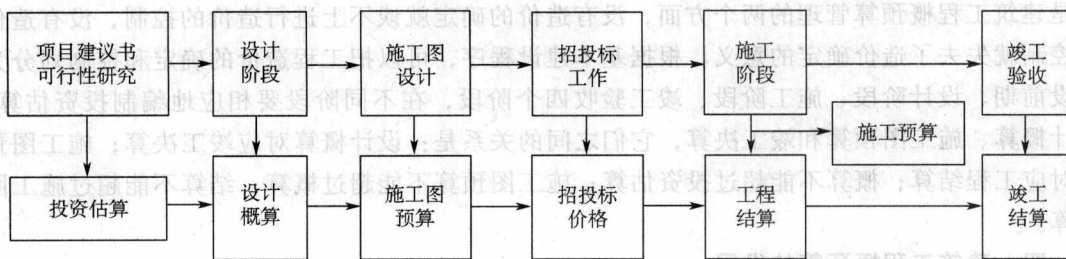 项目建议书
可行性研究
设计
阶段
施工图
设计
招投标
工作
施工
阶段
竣工
验收
施工预算
投资估算
设计
概算
施工图
预算
招投标
价格
工程
结算
竣工
结算